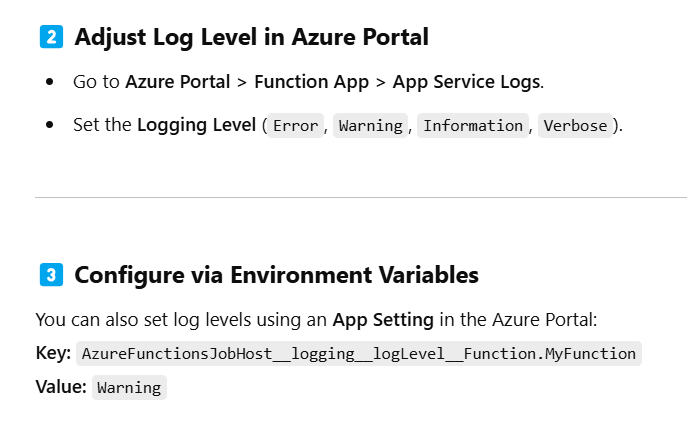 2 Adjust Log Level in Azure Portal
• Go to Azure Portal > Function App > App Service Logs.
• Set the Logging Level (Error, Warning, Information, Verbose).
3 Configure via Environment Variables
You can also set log levels using an App Setting in the Azure Portal:
Key: AzureFunctionsJobHost__logging__logLevel__Function.MyFunction
Value: Warning